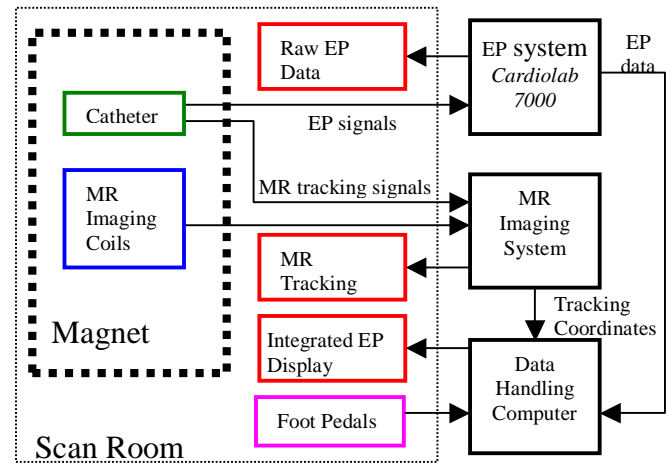 Raw EP
Data
EP system
Cardiolab
7000
EP
data
Catheter
EP signals
MR tracking signals
MR
Imaging
Coils
MR
Imaging
System
MR
Tracking
Magnet
Tracking
Coordinates
Integrated EP
Display
Data
Handling
Computer
Foot Pedals
Scan Room